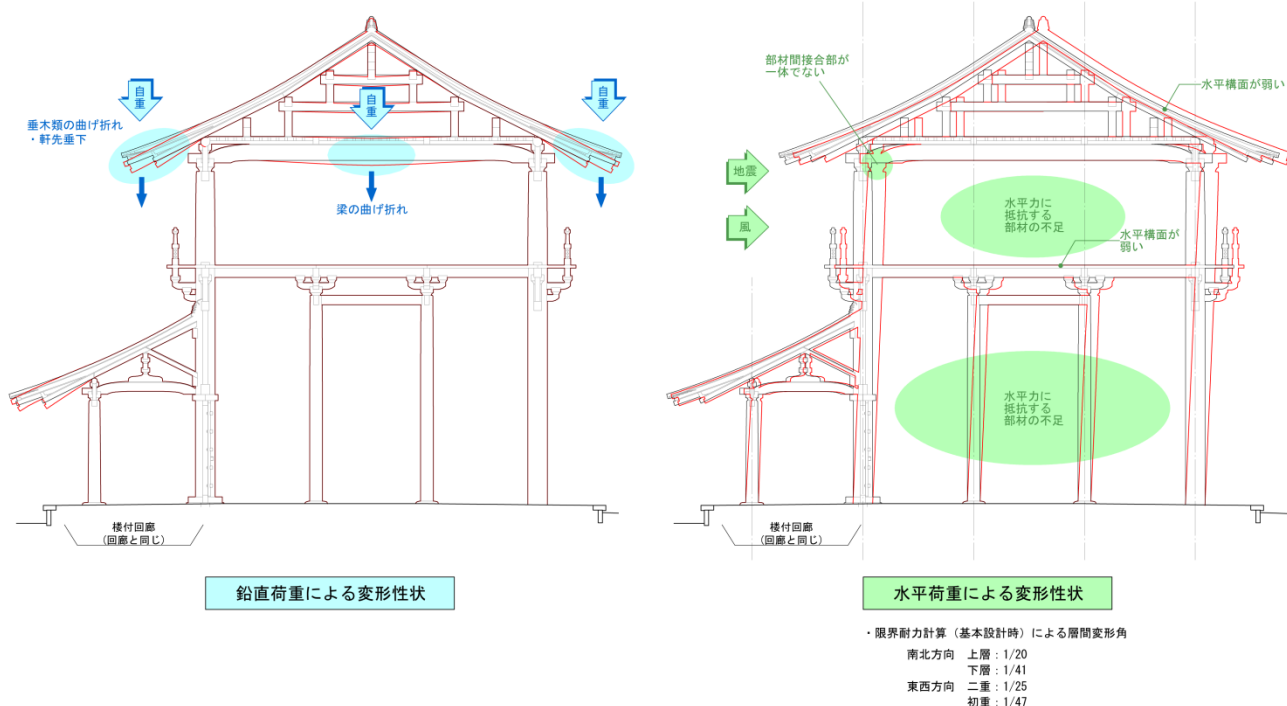 自重
自重
自重
垂木類の曲げ折れ
・軒先垂下
梁の曲げ折れ
楼付回廊
(回廊と同じ)
鉛直荷重による変形性状
部材間接合部が
一体でない
水平構面が弱い
地震
風
水平力に
抵抗する
部材の不足
水平構面が
弱い
水平力に
抵抗する
部材の不足
楼付回廊
(回廊と同じ)
水平荷重による変形性状
・限界耐力計算（基本設計時）による層間変形角
南北方向 上層：1/20
下層：1/41
東西方向 二重：1/25
初重：1/47